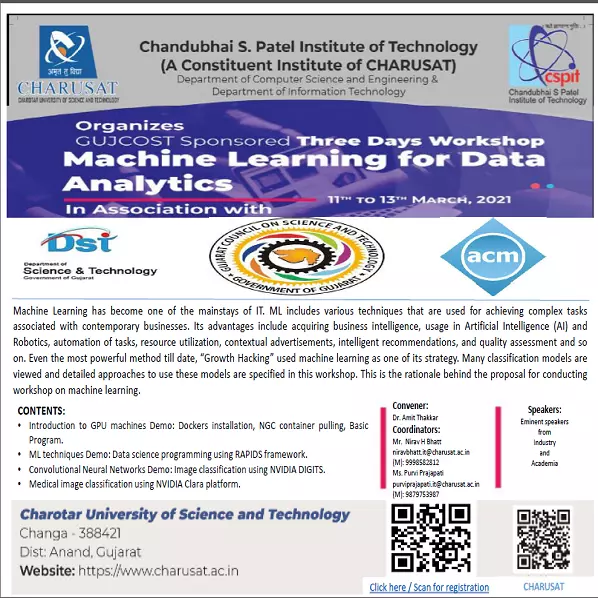 अमृत तु विद्या
CHARUSAT
CHAROTAR UNIVERSITY OF SCIENCE AND TECHNOLOGY
Chandubhai S. Patel Institute of Technology
(A Constituent Institute of CHARUSAT)
Department of Computer Science and Engineering &
Department of Information Technology
cspit
Chandubhai S Patel
Institute of Technology
Organizes
GUJCOST Sponsored Three Days Workshop
Machine Learning for Data
Analytics
11TH TO 13TH MARCH, 2021
In Association with
DST
Department of
Science & Technology
Government of Gujarat
GUJARAT COUNCIL ON SCIENCE AND TECHNOLOGY
GOVERNMENT OF GUJARAT
acm
Machine Learning has become one of the mainstays of IT. ML includes various techniques that are used for achieving complex tasks
associated with contemporary businesses. Its advantages include acquiring business intelligence, usage in Artificial Intelligence (AI) and
Robotics, automation of tasks, resource utilization, contextual advertisements, intelligent recommendations, and quality assessment and so
on. Even the most powerful method till date, “Growth Hacking” used machine learning as one of its strategy. Many classification models are
viewed and detailed approaches to use these models are specified in this workshop. This is the rationale behind the proposal for conducting
workshop on machine learning.
CONTENTS:
• Introduction to GPU machines Demo: Dockers installation, NGC container pulling, Basic
Program.
• ML techniques Demo: Data science programming using RAPIDS framework.
• Convolutional Neural Networks Demo: Image classification using NVIDIA DIGITS.
• Medical image classification using NVIDIA Clara platform.
Convener:
Dr. Amit Thakkar
Coordinators:
Mr. Nirav H Bhatt
niravbhatt.it@charusat.ac.in
(M): 9998582812
Ms. Purvi Prajapati
purviprajapati.it@charusat.ac.in
(M): 9879753987
Speakers:
Eminent speakers
from
Industry
and
Academia
Charotar University of Science and Technology
Changa - 388421
Dist: Anand, Gujarat
Website: https://www.charusat.ac.in
Click here / Scan for registration
CHARUSAT